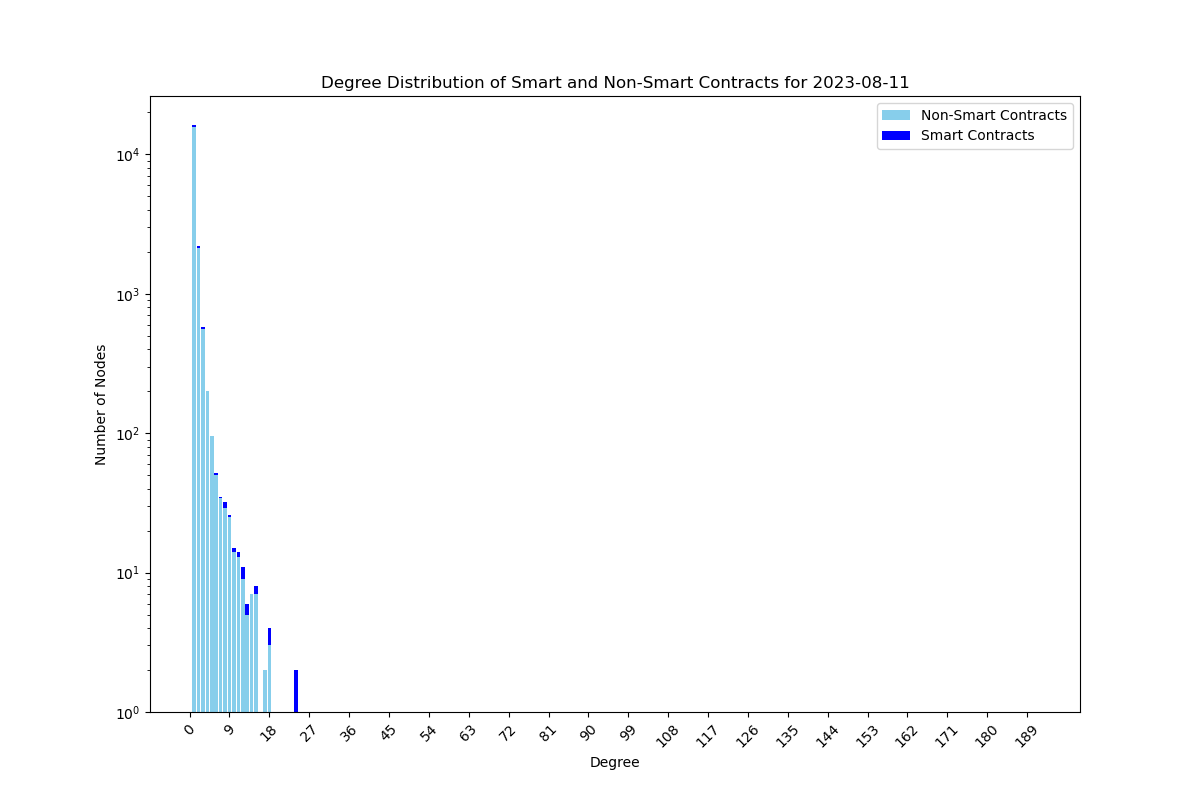 Degree Distribution of Smart and Non-Smart Contracts for 2023-08-11
Non-Smart Contracts
Smart Contracts
Number of Nodes
10^4
10^3
10^2
10^1
10^0
0 9 18 27 36 45 54 63 72 81 90 99 108 117 126 135 144 153 162 171 180 189
Degree